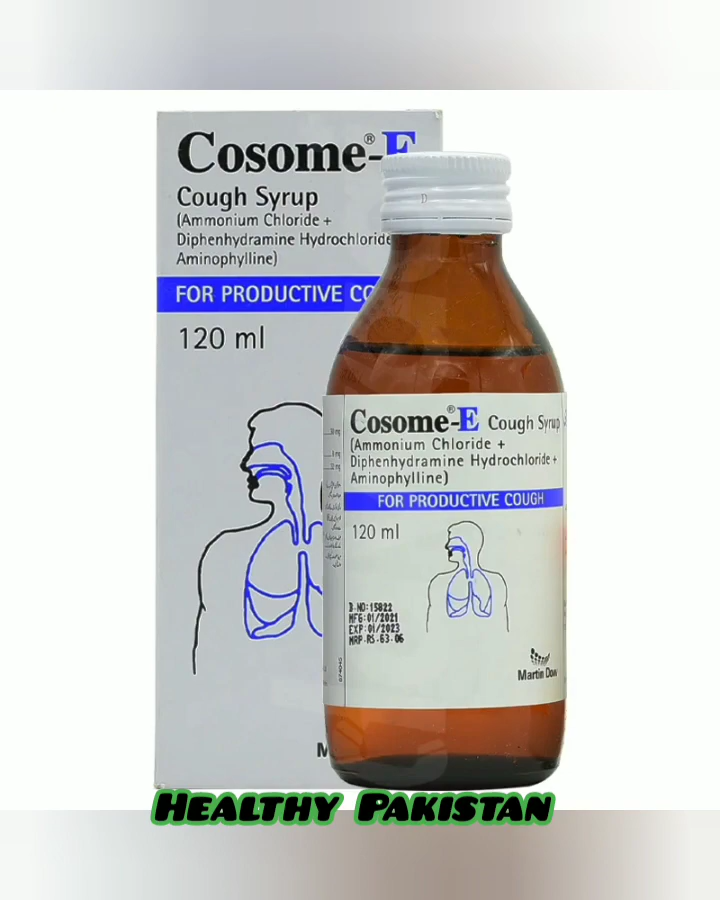 Cosome®-E
Cough Syrup
(Ammonium Chloride +
Diphenhydramine Hydrochloride
Aminophylline)
FOR PRODUCTIVE CO
120 ml
D
Cosome®-E Cough Syrup
(Ammonium Chloride +
Diphenhydramine Hydrochloride +
Aminophylline)
FOR PRODUCTIVE COUGH
120 ml
B.NO:15822
MFG:01/2021
EXP:01/2023
MRP.RS.63.06
Martin Dow
M
HEALTHY PAKISTAN